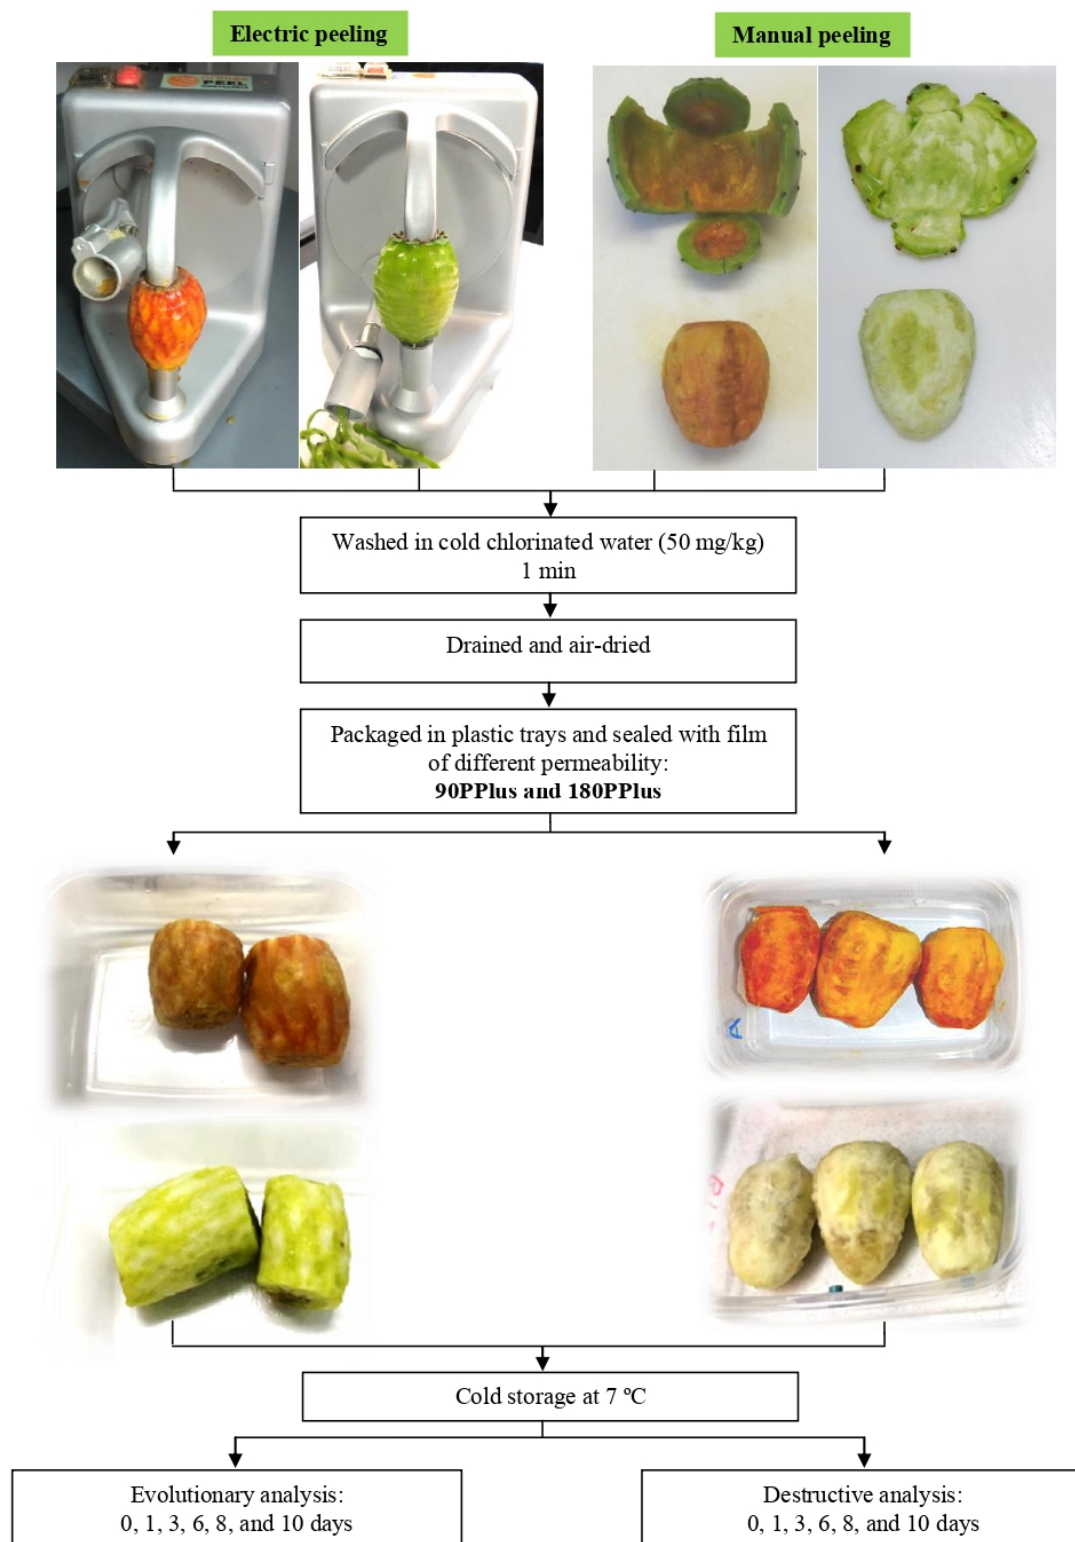 Electric peeling
Manual peeling
PEEL
Washed in cold chlorinated water (50 mg/kg)
1 min
Drained and air-dried
Packaged in plastic trays and sealed with film
of different permeability:
90PPlus and 180PPlus
A
Cold storage at 7 ºC
Evolutionary analysis:
0, 1, 3, 6, 8, and 10 days
Destructive analysis:
0, 1, 3, 6, 8, and 10 days